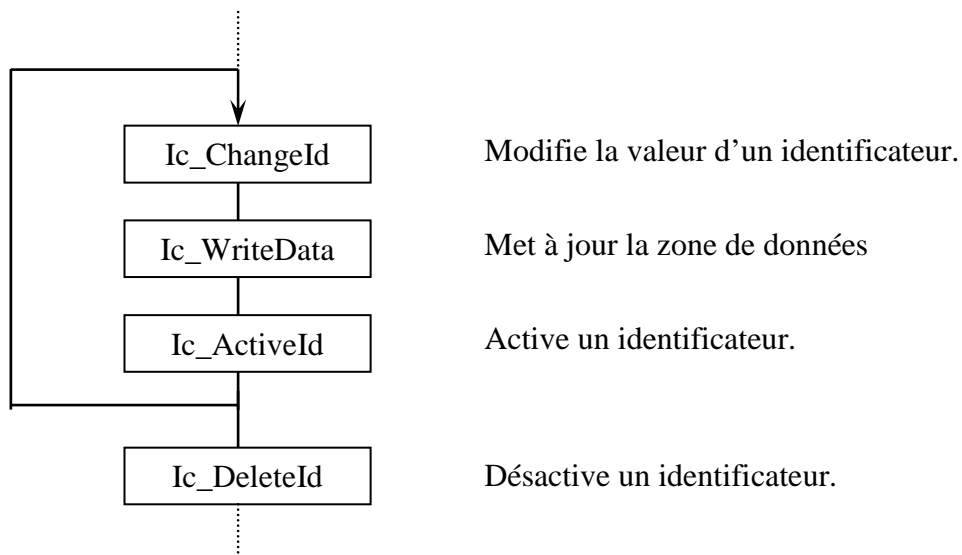 Ic_ChangeId Modifie la valeur d’un identificateur.
Ic_WriteData Met à jour la zone de données
Ic_ActiveId Active un identificateur.
Ic_DeleteId Désactive un identificateur.